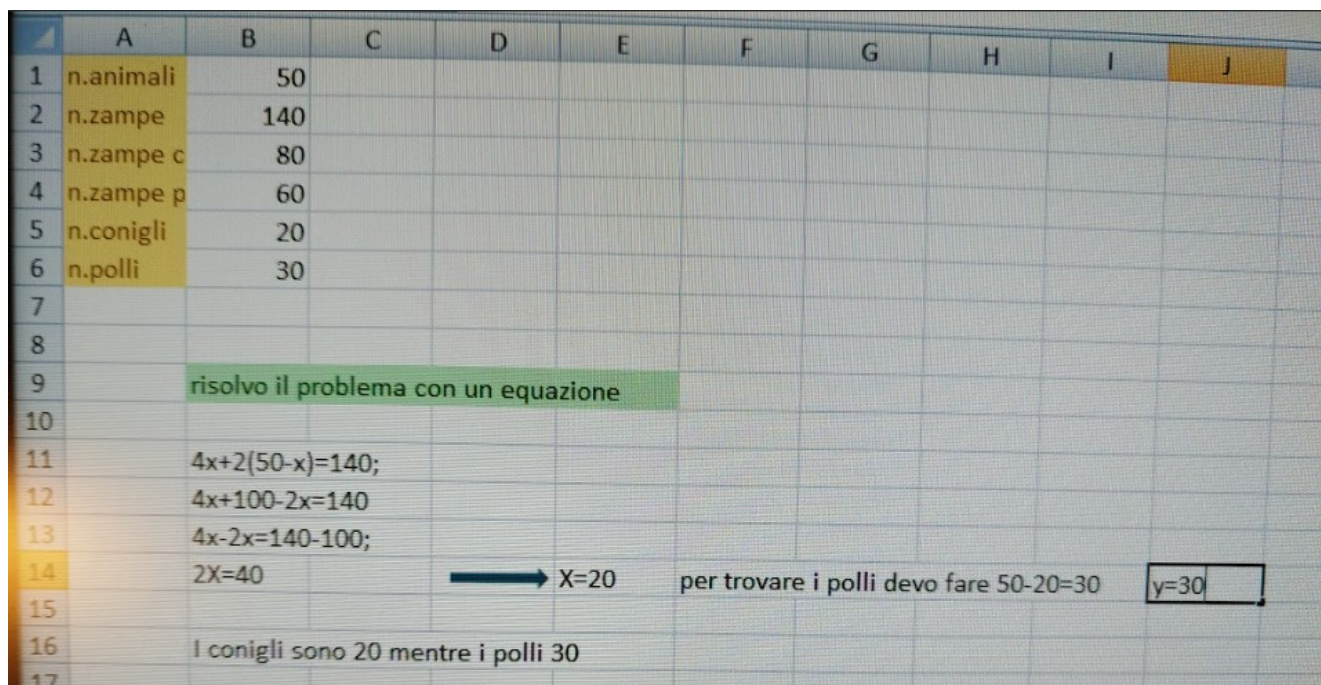 A B C D E F G H I J
1 n.animali 50
2 n.zampe 140
3 n.zampe c 80
4 n.zampe p 60
5 n.conigli 20
6 n.polli 30
7
8
9 risolvo il problema con un equazione
10
11 4x+2(50-x)=140;
12 4x+100-2x=140
13 4x-2x=140-100;
14 2X=40 X=20 per trovare i polli devo fare 50-20=30 y=30
15
16 I conigli sono 20 mentre i polli 30
17